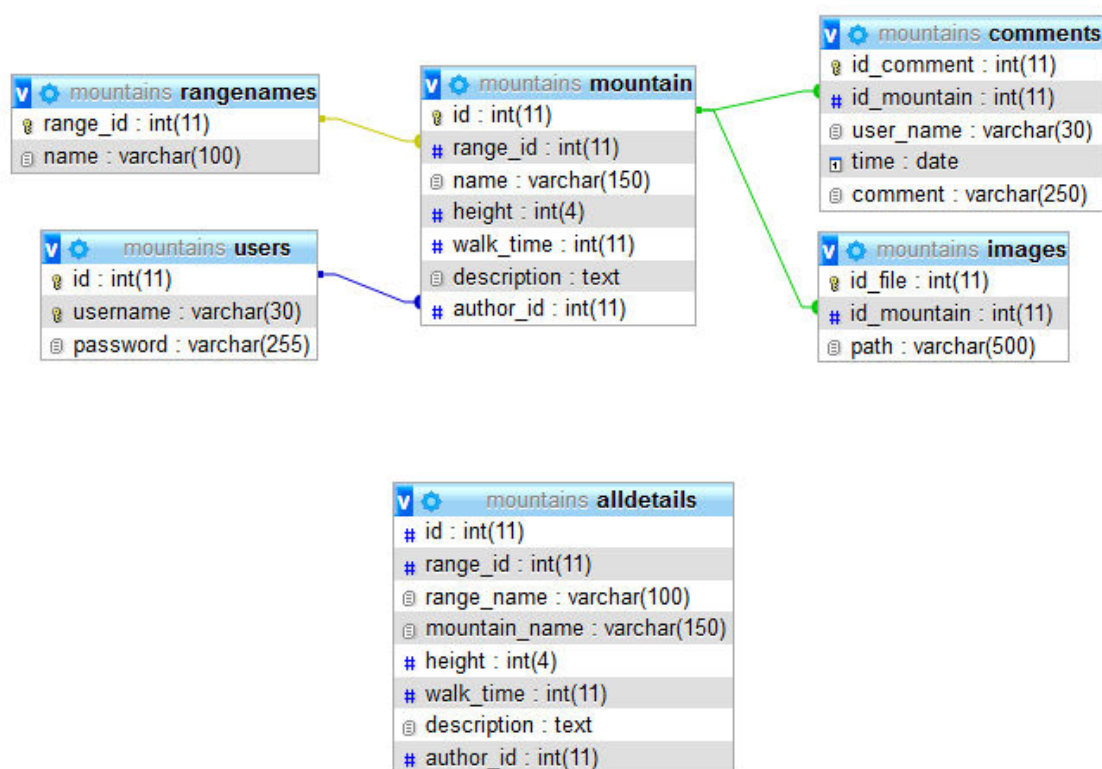 mountains rangenames
range_id : int(11)
name : varchar(100)
mountains users
id : int(11)
username : varchar(30)
password : varchar(255)
mountains mountain
id : int(11)
range_id : int(11)
name : varchar(150)
height : int(4)
walk_time : int(11)
description : text
author_id : int(11)
mountains comments
id_comment : int(11)
id_mountain : int(11)
user_name : varchar(30)
time : date
comment : varchar(250)
mountains images
id_file : int(11)
id_mountain : int(11)
path : varchar(500)
mountains alldetails
id : int(11)
range_id : int(11)
range_name : varchar(100)
mountain_name : varchar(150)
height : int(4)
walk_time : int(11)
description : text
author_id : int(11)